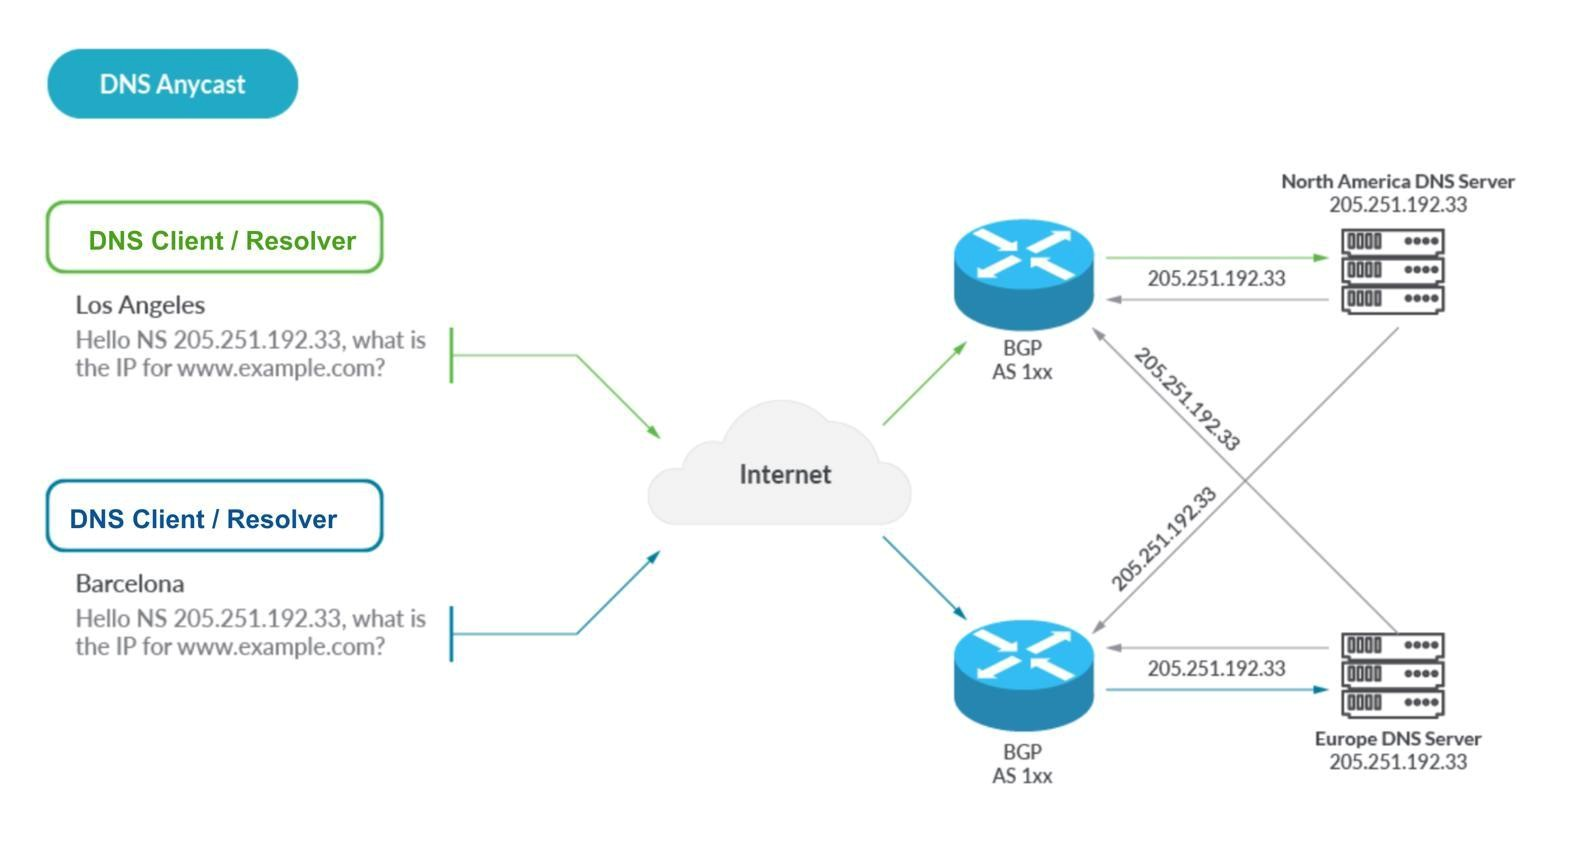 DNS Anycast
DNS Client / Resolver
Los Angeles
Hello NS 205.251.192.33, what is
the IP for www.example.com?
DNS Client / Resolver
Barcelona
Hello NS 205.251.192.33, what is
the IP for www.example.com?
Internet
BGP
AS 1xx
BGP
AS 1xx
205.251.192.33
205.251.192.33
205.251.192.33
205.251.192.33
North America DNS Server
205.251.192.33
Europe DNS Server
205.251.192.33